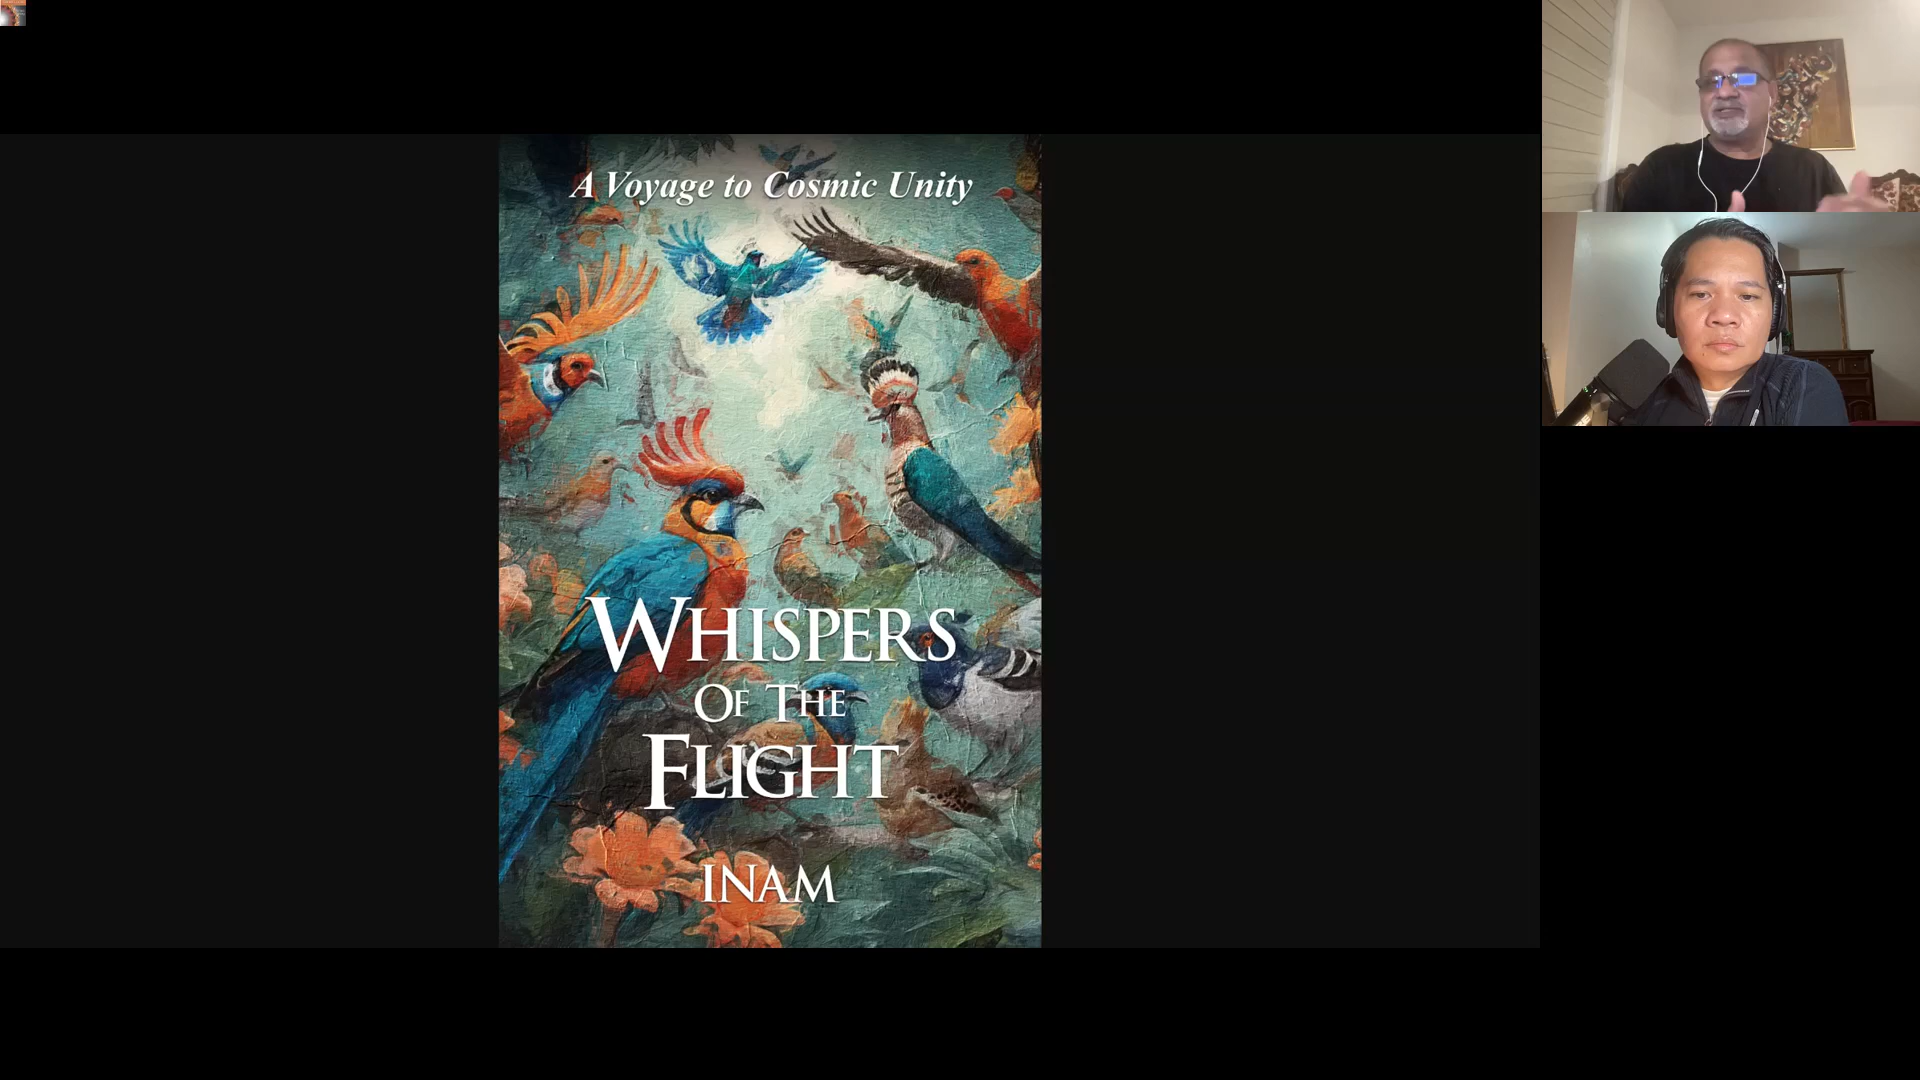 A Voyage to Cosmic Unity
WHISPERS
OF THE
FLIGHT
INAM